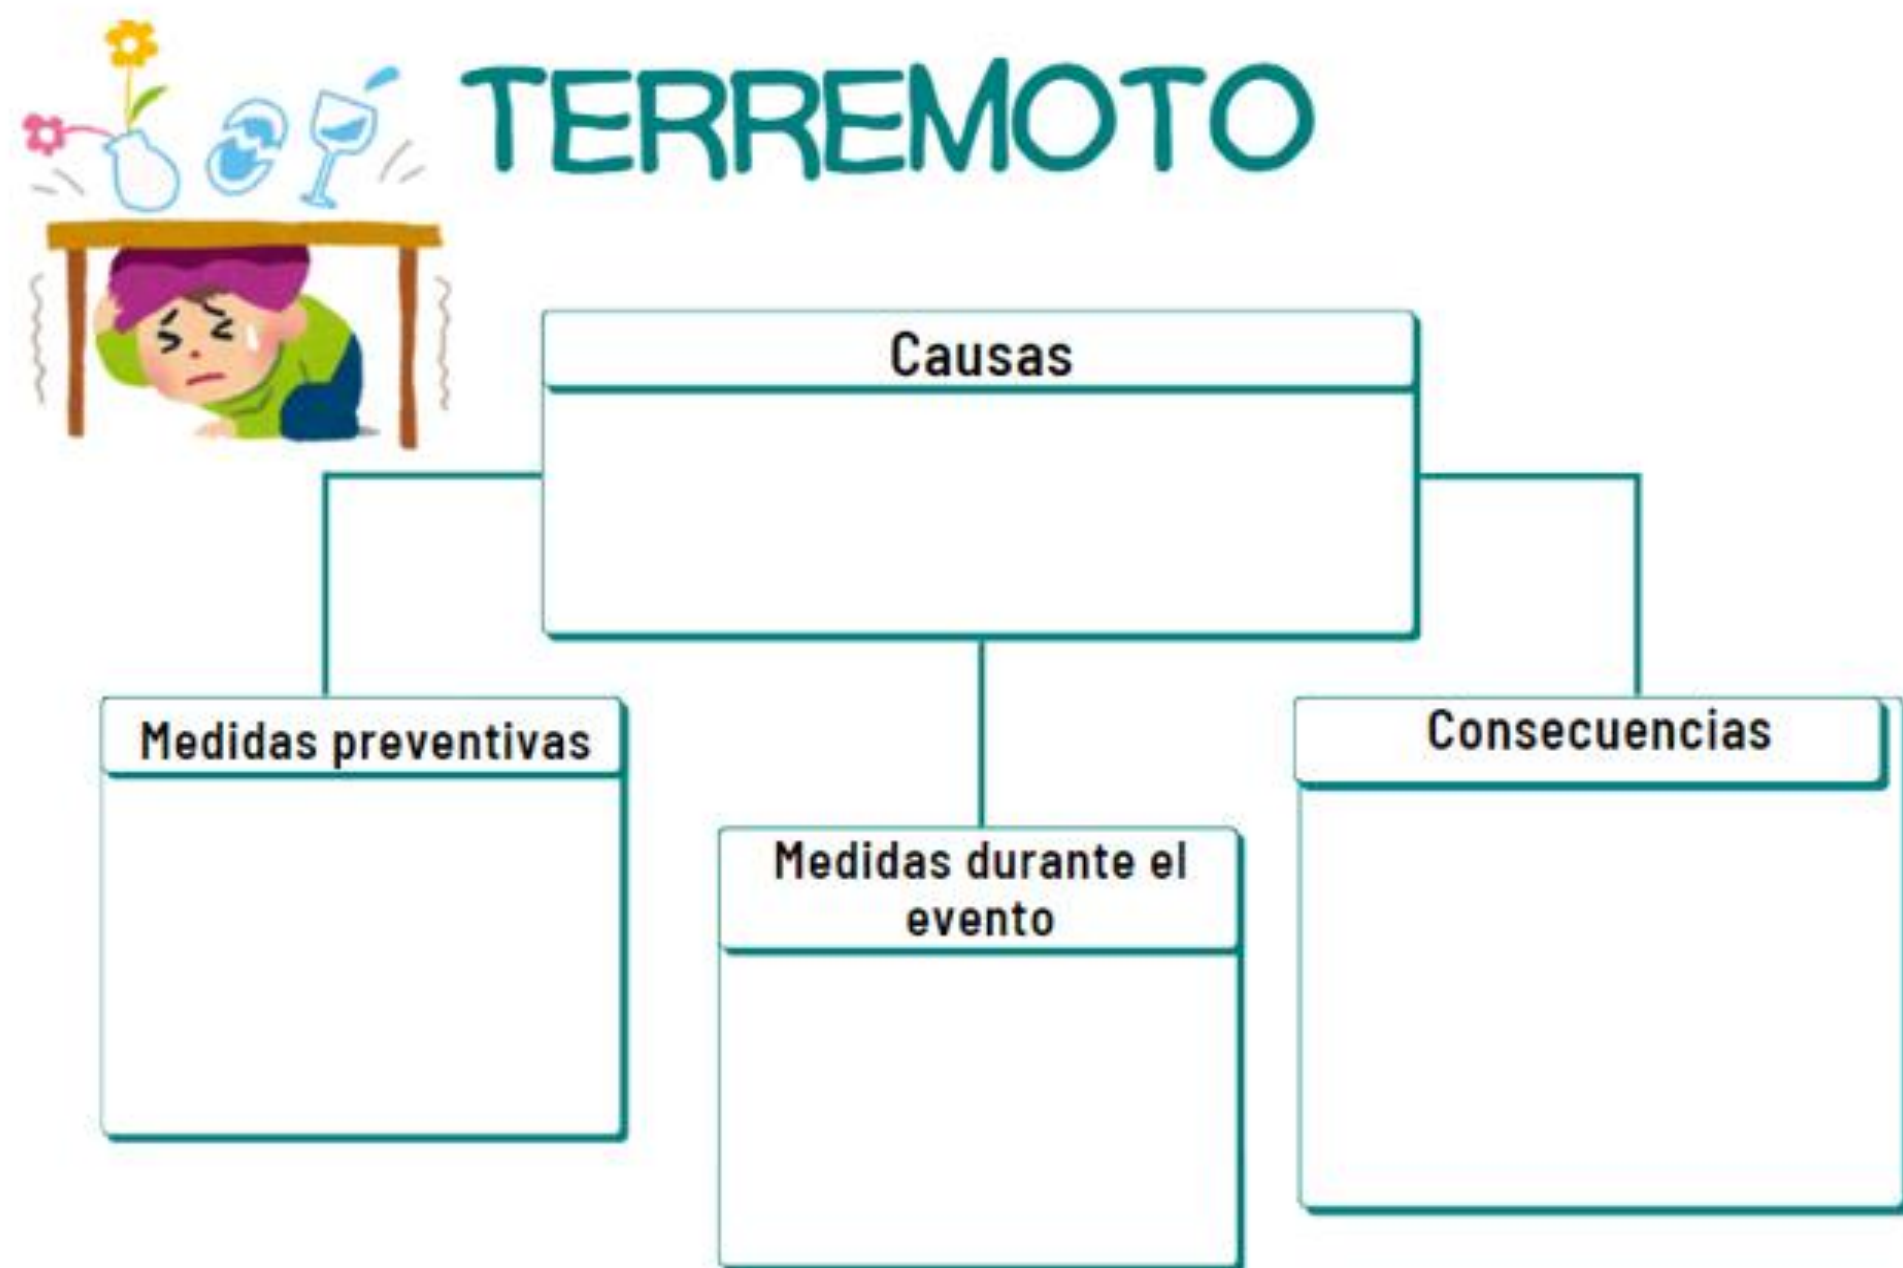 TERREMOTO
Causas
Medidas preventivas
Medidas durante el
evento
Consecuencias